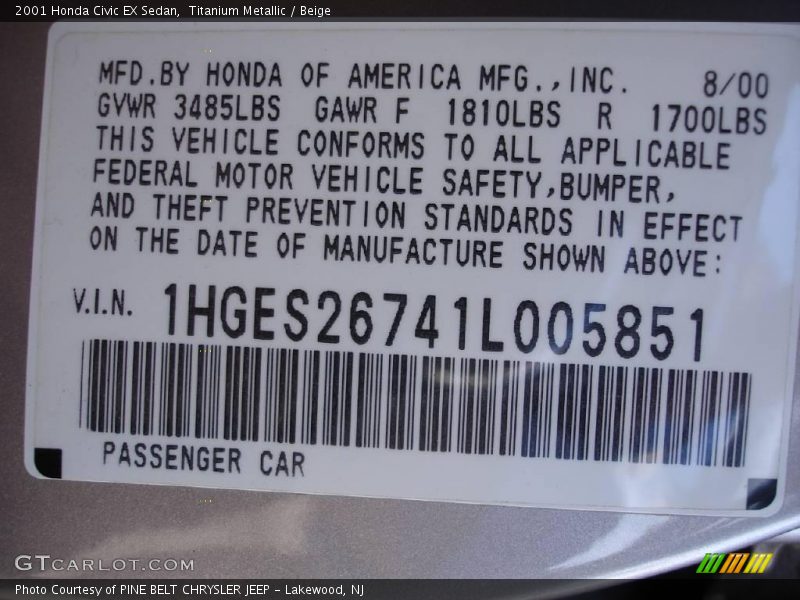 2001 Honda Civic EX Sedan,  Titanium Metallic / Beige
MFD.BY HONDA OF AMERICA MFG.,INC. 8/00
GVWR 3485LBS GAWR F 1810LBS R 1700LBS
THIS VEHICLE CONFORMS TO ALL APPLICABLE
FEDERAL MOTOR VEHICLE SAFETY,BUMPER,
AND THEFT PREVENTION STANDARDS IN EFFECT
ON THE DATE OF MANUFACTURE SHOWN ABOVE:
V.I.N. 1HGES26741L005851
PASSENGER CAR
GTCARLOT.COM
Photo Courtesy of PINE BELT CHRYSLER JEEP - Lakewood, NJ